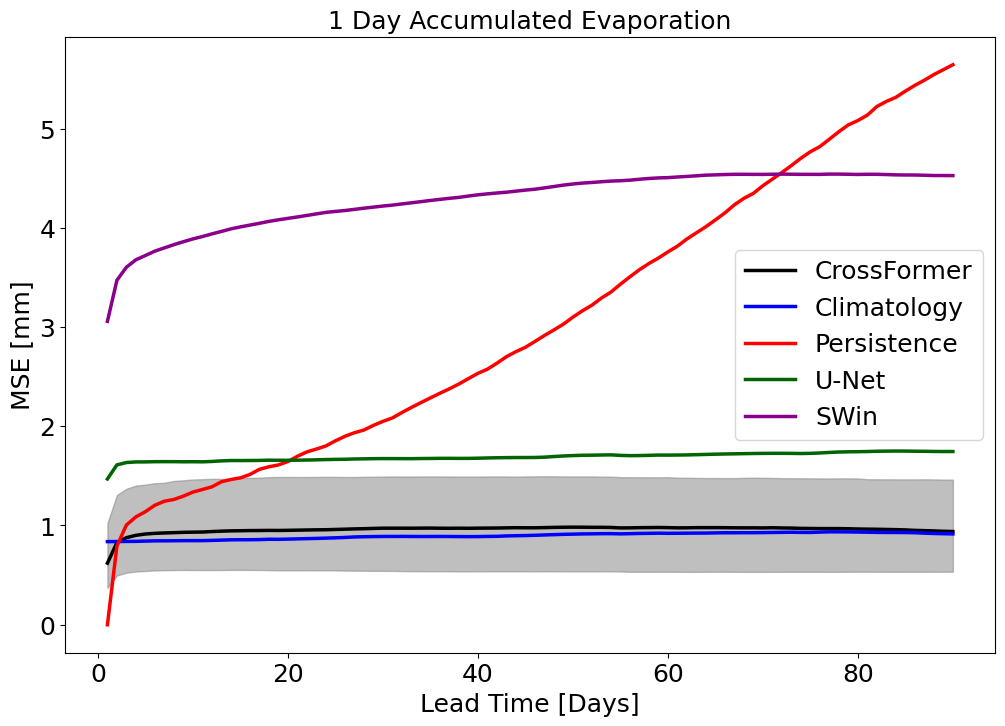 1 Day Accumulated Evaporation
MSE [mm]
5
4
3
2
1
0
CrossFormer
Climatology
Persistence
U-Net
SWin
0 20 40 60 80
Lead Time [Days]